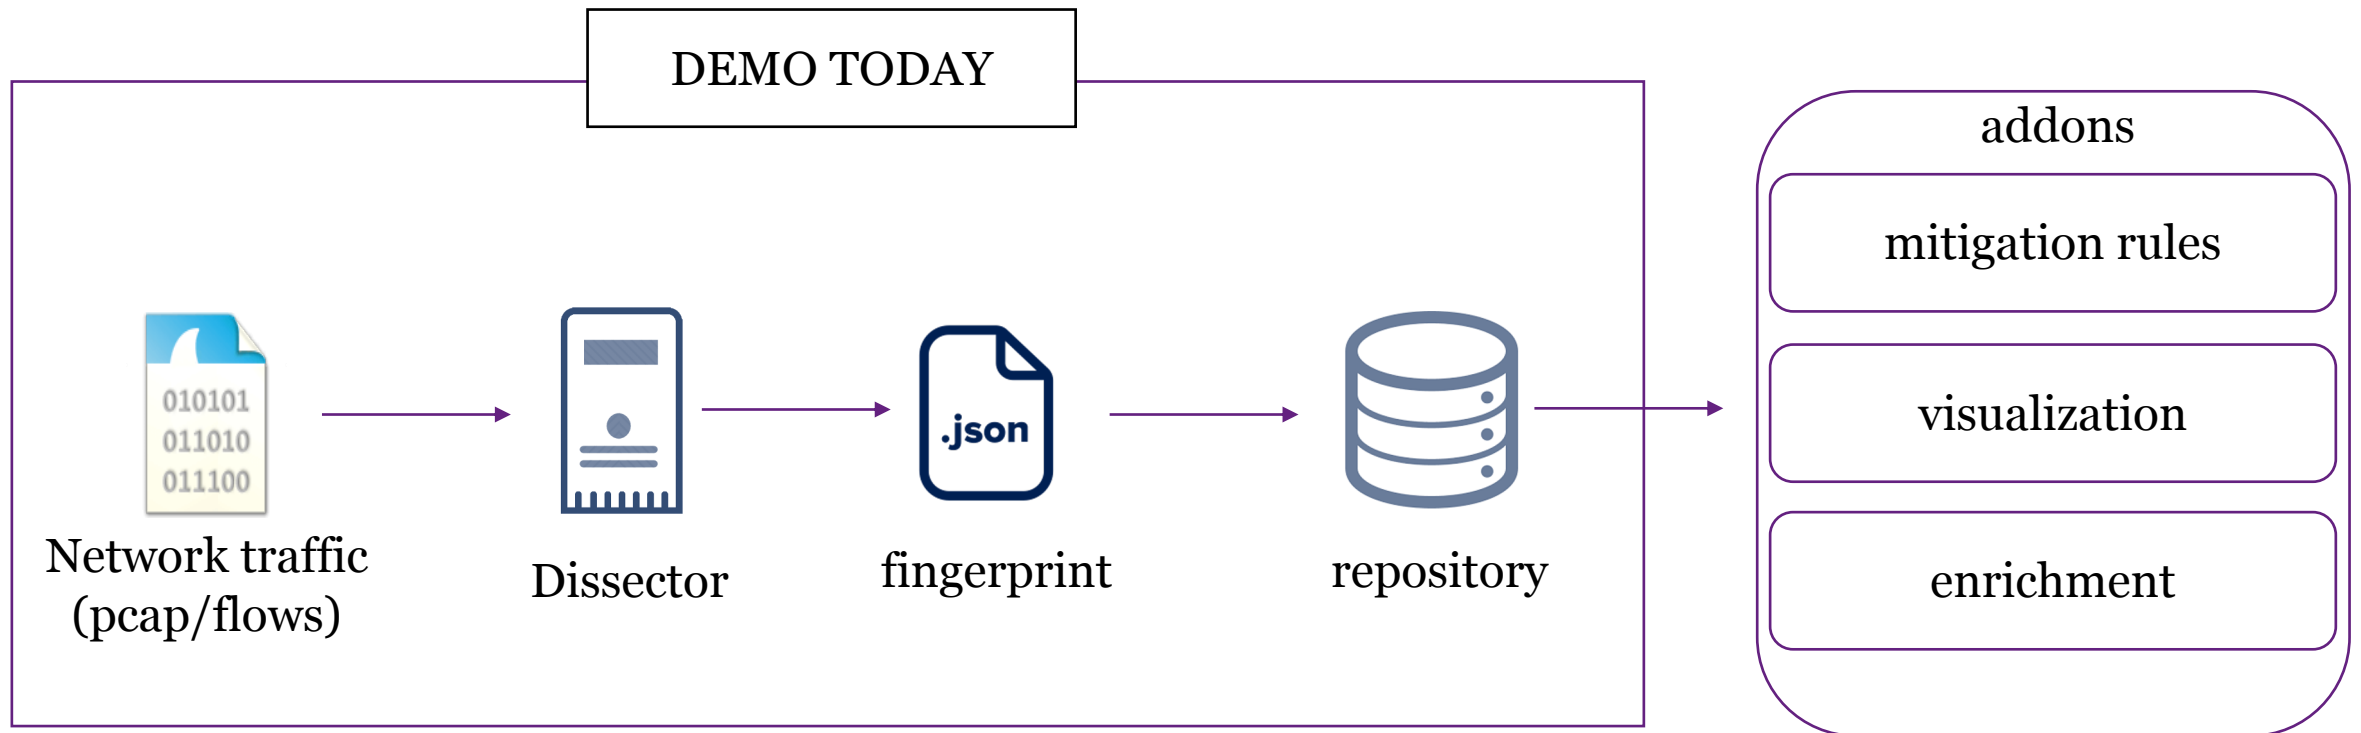 DEMO TODAY
010101
011010
011100
Network traffic
(pcap/flows)
Dissector
.json
fingerprint
repository
addons
mitigation rules
visualization
enrichment